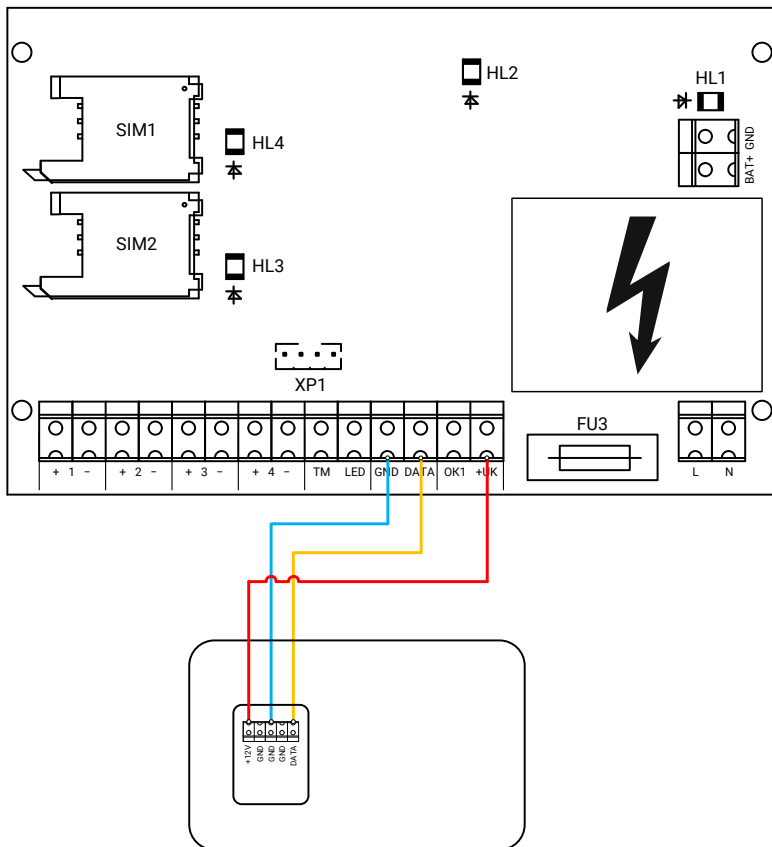 HL2
HL1
SIM1
HL4
GND
BAT+
SIM2
HL3
XP1
FU3
+ 1 − + 2 − + 3 − + 4 − TM LED GND DATA OK1 +UK
L N
+12V
GND
GND
GND
DATA